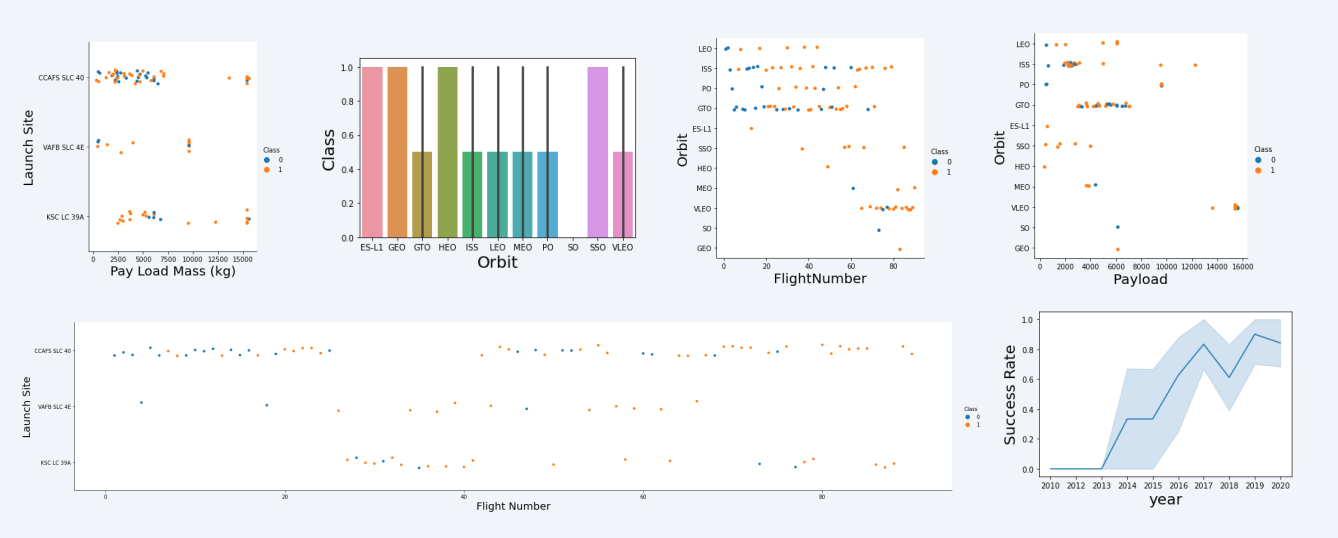 CCAFS SLC 40
VAFB SLC 4E
KSC LC 39A
Launch Site
0 2500 5000 7500 10000 12500 15000
Pay Load Mass (kg)
Class
0
1
1.0
0.8
0.6
0.4
0.2
0.0
Class
ES-L1 GEO GTO HEO ISS LEO MEO PO SO SSO VLEO
Orbit
LEO
ISS
PO
GTO
ES-L1
SSO
HEO
MEO
VLEO
SO
GEO
Orbit
0 20 40 60 80
FlightNumber
Class
0
1
LEO
ISS
PO
GTO
ES-L1
SSO
HEO
MEO
VLEO
SO
GEO
Orbit
0 2000 4000 6000 8000 10000 12000 14000 16000
Payload
Class
0
1
CCAFS SLC 40
VAFB SLC 4E
KSC LC 39A
Launch Site
0 20 40 60 80
Flight Number
Class
0
1
1.0
0.8
0.6
0.4
0.2
0.0
Success Rate
2010 2012 2013 2014 2015 2016 2017 2018 2019 2020
year